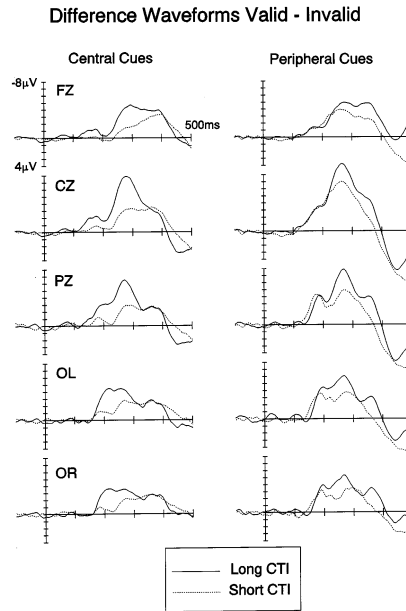 Difference Waveforms Valid - Invalid
Central Cues
Peripheral Cues
-8µV
FZ
500ms
4µV
CZ
PZ
OL
OR
Long CTI
Short CTI